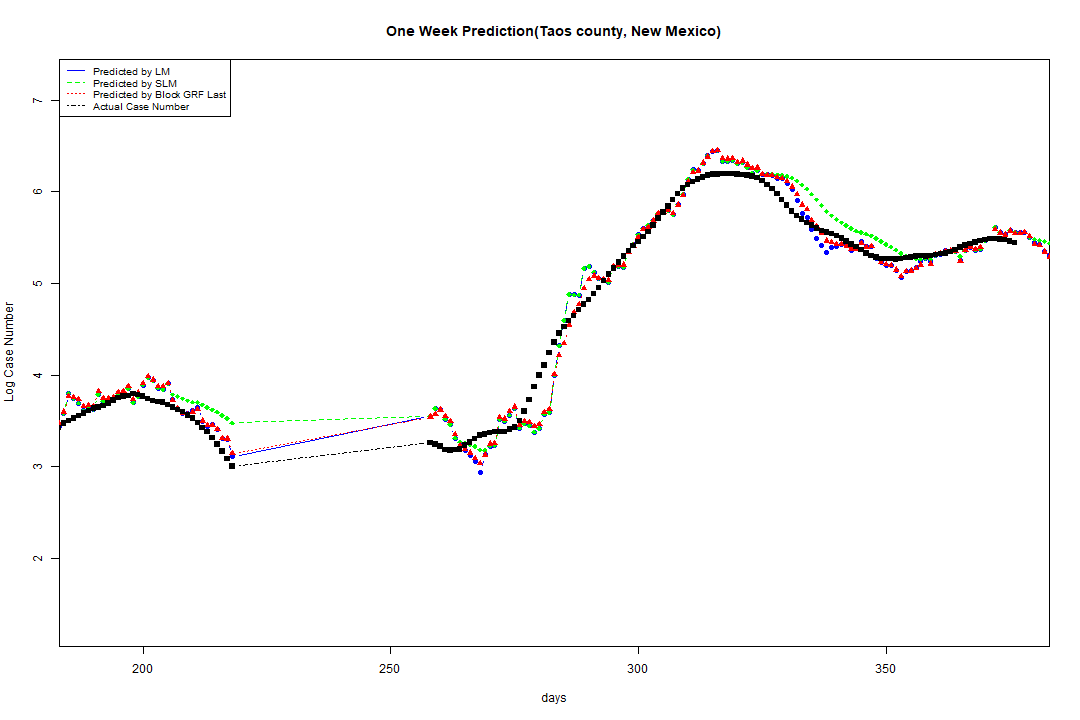 One Week Prediction(Taos county, New Mexico)
Predicted by LM
Predicted by SLM
Predicted by Block GRF Last
Actual Case Number
7
6
5
4
3
2
Log Case Number
200
250
300
350
days